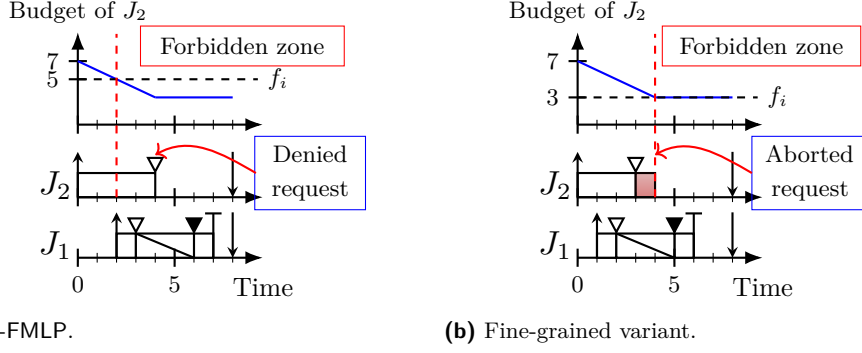 Budget of J2
Forbidden zone
7
5
fi
Denied
request
J2
J1
0
5
Time
-FMLP.
Budget of J2
Forbidden zone
7
3
fi
Aborted
request
J2
J1
0
5
Time
(b) Fine-grained variant.